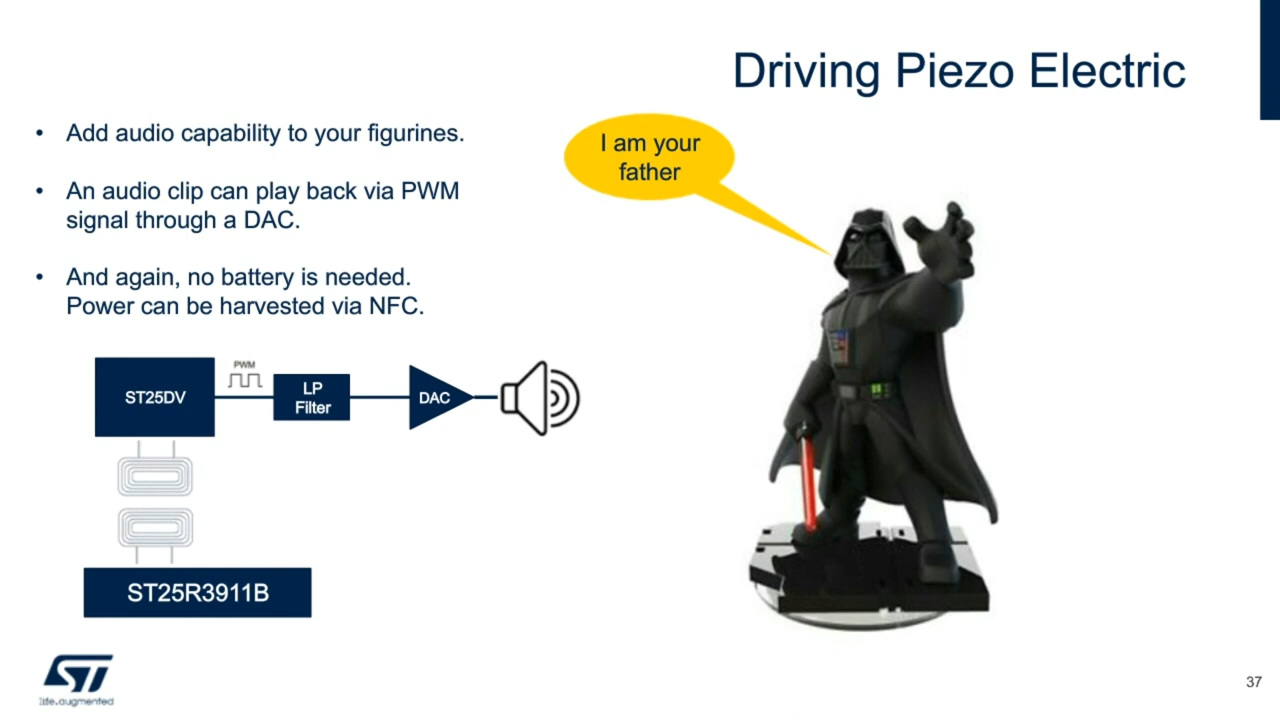 Driving Piezo Electric
• Add audio capability to your figurines.
• An audio clip can play back via PWM
signal through a DAC.
• And again, no battery is needed.
Power can be harvested via NFC.
I am your
father
ST25DV
PWM
LP
Filter
DAC
ST25R3911B
ST
life.augmented
37